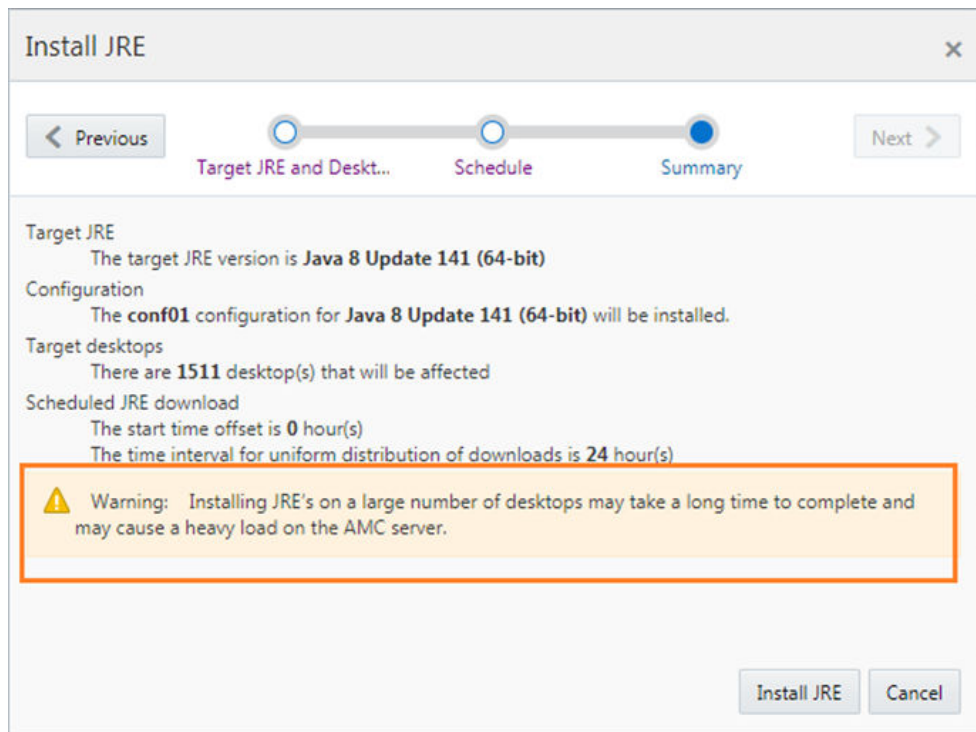 Install JRE
Previous
Next
Target JRE and Deskt...
Schedule
Summary
Target JRE
The target JRE version is Java 8 Update 141 (64-bit)
Configuration
The conf01 configuration for Java 8 Update 141 (64-bit) will be installed.
Target desktops
There are 1511 desktop(s) that will be affected
Scheduled JRE download
The start time offset is 0 hour(s)
The time interval for uniform distribution of downloads is 24 hour(s)
Warning: Installing JRE's on a large number of desktops may take a long time to complete and
may cause a heavy load on the AMC server.
Install JRE
Cancel